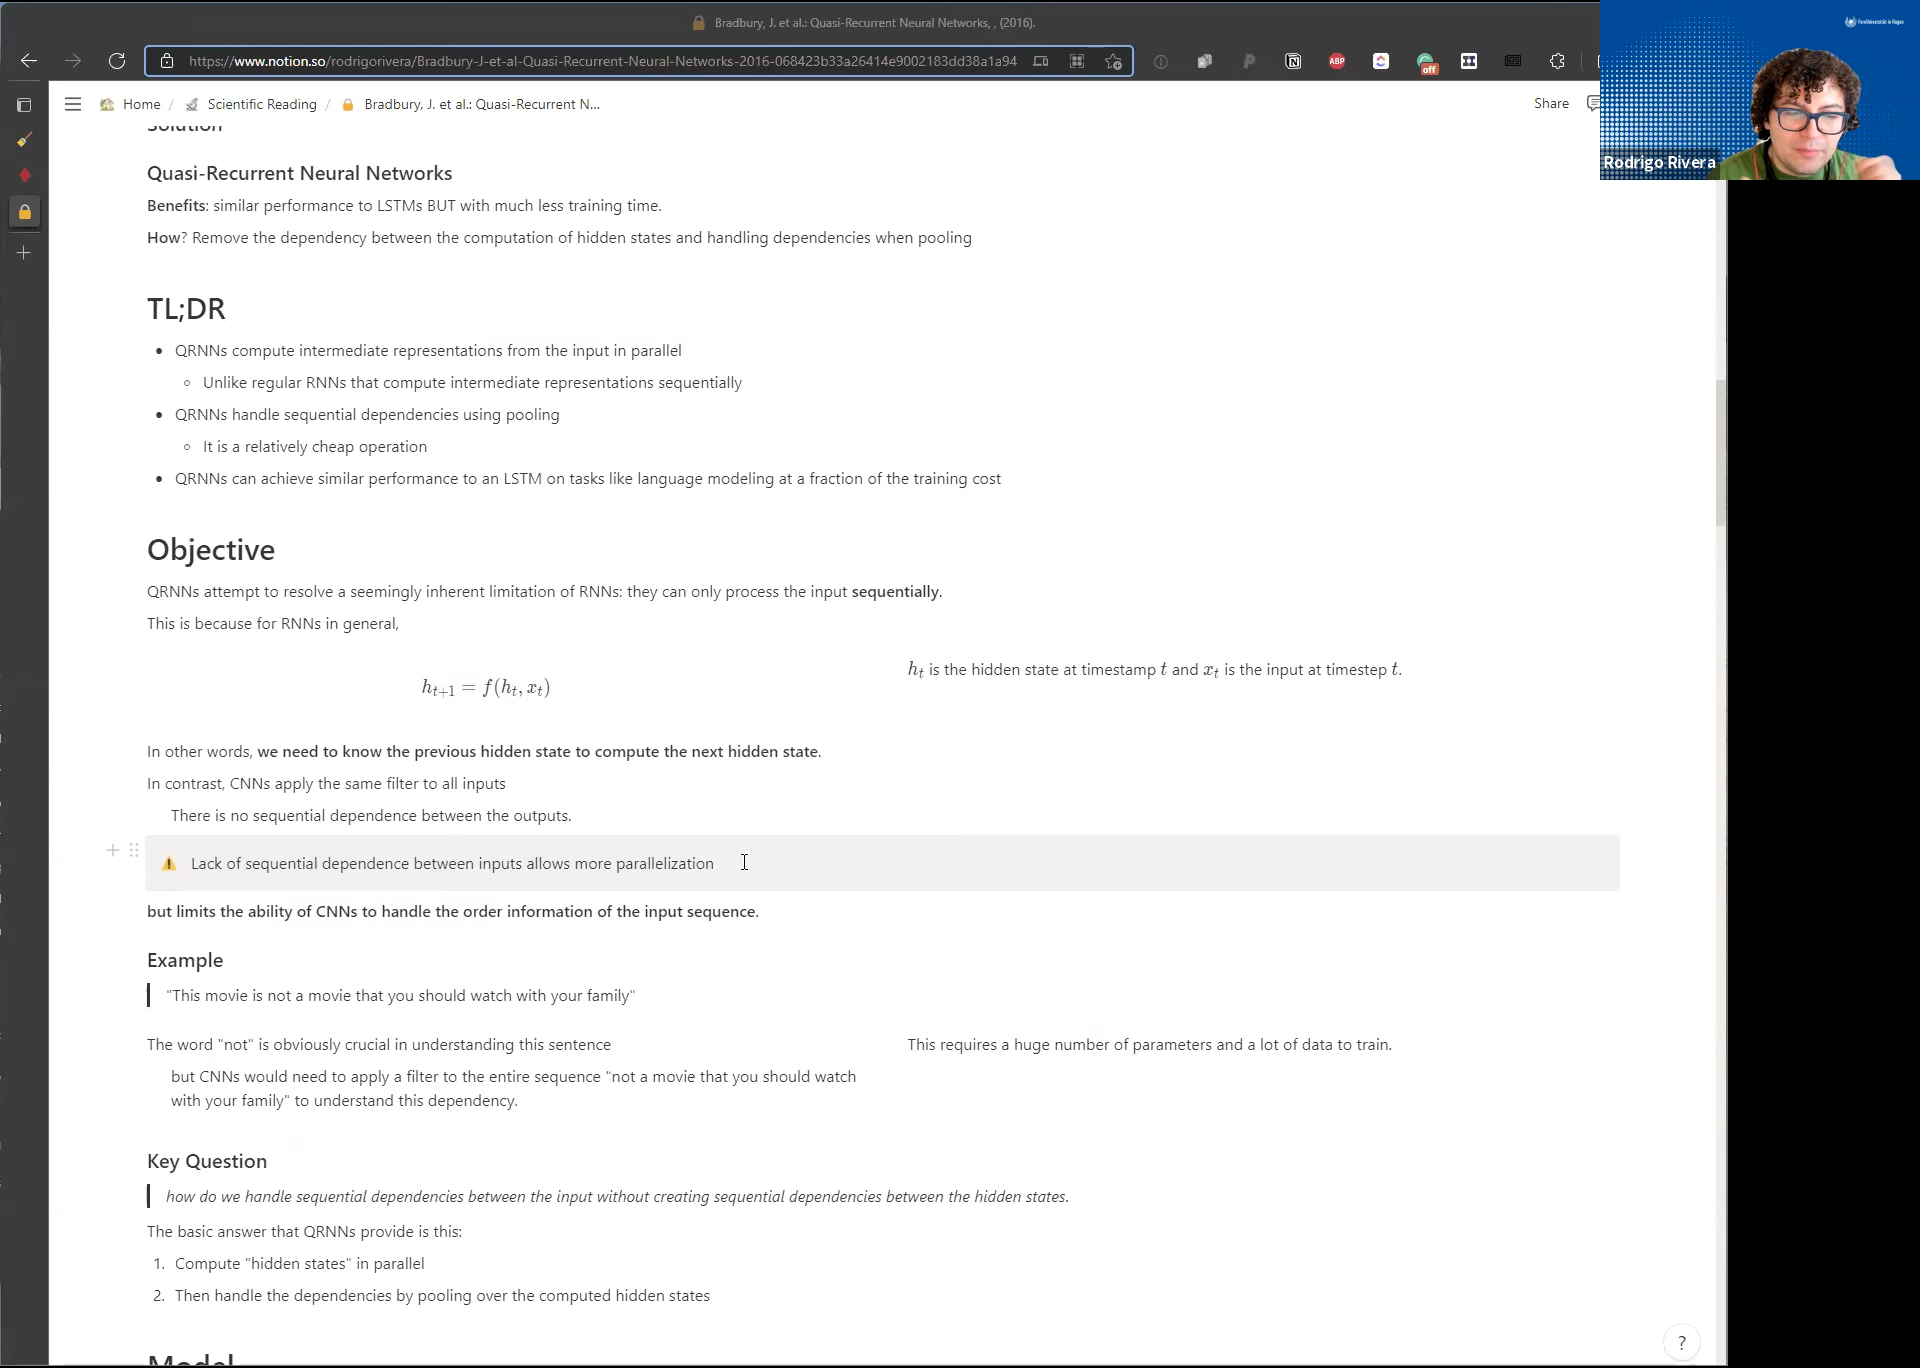 Bradbury, J. et al.: Quasi-Recurrent Neural Networks, , (2016).
https://www.notion.so/rodrigorivera/Bradbury-J-et-al-Quasi-Recurrent-Neural-Networks-2016-068423b33a26414e9002183dd38a1a94
ABP
off
Home / Scientific Reading / Bradbury, J. et al.: Quasi-Recurrent N...
Share
FernUniversität in Hagen
Rodrigo Rivera
Solution
Quasi-Recurrent Neural Networks
Benefits: similar performance to LSTMs BUT with much less training time.
How? Remove the dependency between the computation of hidden states and handling dependencies when pooling
TL;DR
• QRNNs compute intermediate representations from the input in parallel
◦ Unlike regular RNNs that compute intermediate representations sequentially
• QRNNs handle sequential dependencies using pooling
◦ It is a relatively cheap operation
• QRNNs can achieve similar performance to an LSTM on tasks like language modeling at a fraction of the training cost
Objective
QRNNs attempt to resolve a seemingly inherent limitation of RNNs: they can only process the input sequentially.
This is because for RNNs in general,
h_{t+1} = f(h_t, x_t)
h_t is the hidden state at timestamp t and x_t is the input at timestep t.
In other words, we need to know the previous hidden state to compute the next hidden state.
In contrast, CNNs apply the same filter to all inputs
There is no sequential dependence between the outputs.
Lack of sequential dependence between inputs allows more parallelization
but limits the ability of CNNs to handle the order information of the input sequence.
Example
"This movie is not a movie that you should watch with your family"
The word "not" is obviously crucial in understanding this sentence
but CNNs would need to apply a filter to the entire sequence "not a movie that you should watch
with your family" to understand this dependency.
This requires a huge number of parameters and a lot of data to train.
Key Question
how do we handle sequential dependencies between the input without creating sequential dependencies between the hidden states.
The basic answer that QRNNs provide is this:
1. Compute "hidden states" in parallel
2. Then handle the dependencies by pooling over the computed hidden states
Model
?